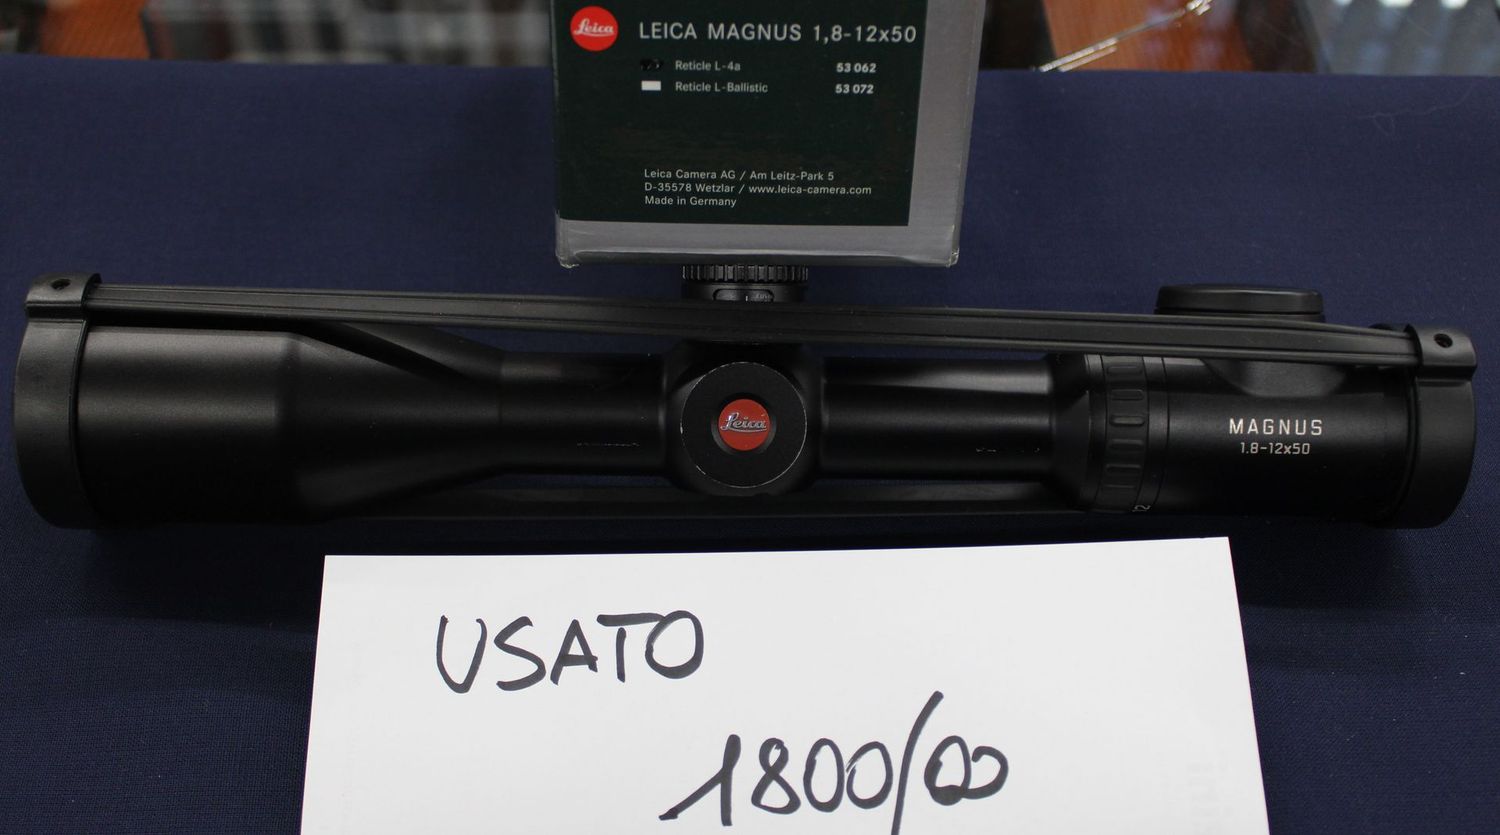 Leica
LEICA MAGNUS 1,8-12x50
Reticle L-4a 53 062
Reticle L-Ballistic 53 072
Leica Camera AG / Am Leitz-Park 5
D-35578 Wetzlar / www.leica-camera.com
Made in Germany
Leica
MAGNUS
1.8-12x50
12
USATO
1800/00